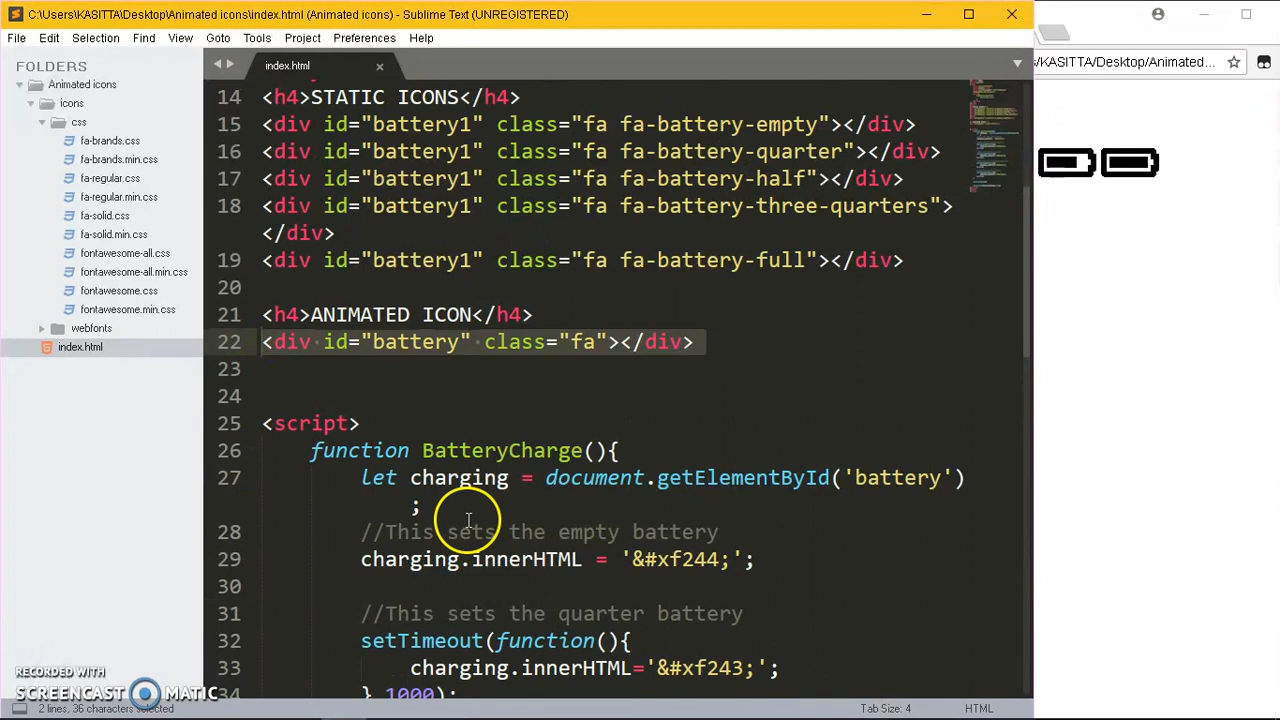 C:\Users\KASITTA\Desktop\Animated icons\index.html (Animated icons) - Sublime Text (UNREGISTERED)
File Edit Selection Find View Goto Tools Project Preferences Help
FOLDERS
Animated icons
icons
css
fa-brands.css
fa-brands.min.css
fa-regular.css
fa-regular.min.css
fa-solid.css
fa-solid.min.css
fontawesome-all.css
fontawesome-all.min.css
fontawesome.css
fontawesome.min.css
webfonts
index.html
index.html
14 <h4>STATIC ICONS</h4>
15 <div id="battery1" class="fa fa-battery-empty"></div>
16 <div id="battery1" class="fa fa-battery-quarter"></div>
17 <div id="battery1" class="fa fa-battery-half"></div>
18 <div id="battery1" class="fa fa-battery-three-quarters">
</div>
19 <div id="battery1" class="fa fa-battery-full"></div>
20
21 <h4>ANIMATED ICON</h4>
22 <div id="battery" class="fa"></div>
23
24
25 <script>
26 function BatteryCharge(){
27 let charging = document.getElementById('battery')
;
28 //This sets the empty battery
29 charging.innerHTML = '&#xf244;';
30
31 //This sets the quarter battery
32 setTimeout(function(){
33 charging.innerHTML='&#xf243;';
34 },1000);
/KASITTA/Desktop/Animated...
RECORDED WITH
SCREENCAST MATIC
2 lines, 36 characters selected
Tab Size: 4
HTML